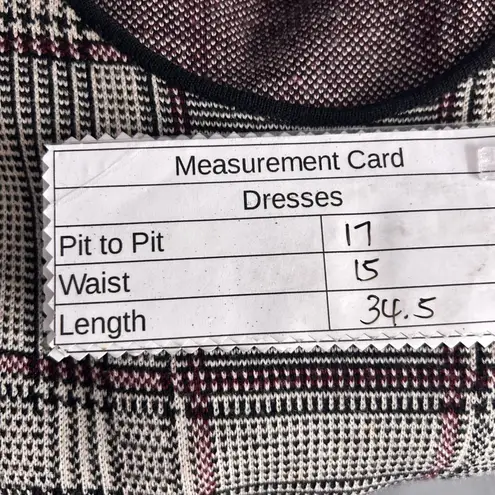 Measurement Card
Dresses
Pit to Pit 17
Waist 15
Length 34.5